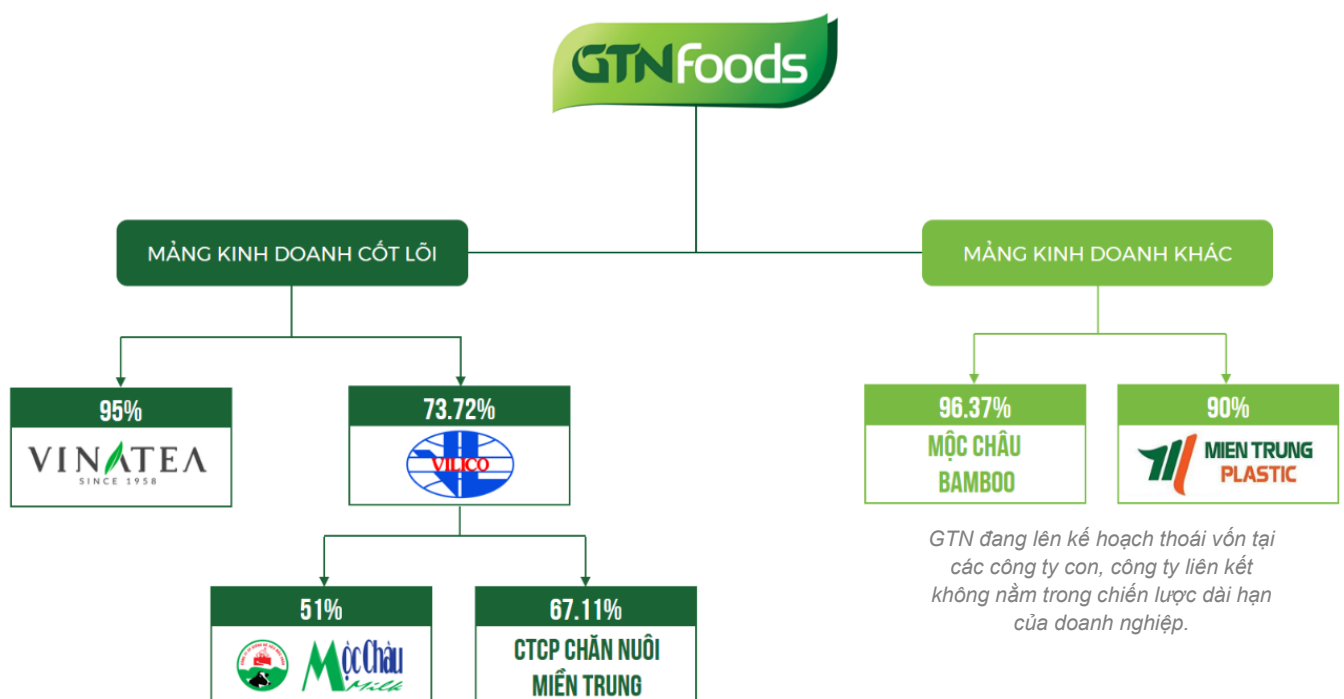 GTNfoods
MẢNG KINH DOANH CỐT LÕI
MẢNG KINH DOANH KHÁC
95%
VINATEA
SINCE 1958
73.72%
VILICO
96.37%
MỘC CHÂU
BAMBOO
90%
MIEN TRUNG
PLASTIC
GTN đang lên kế hoạch thoái vốn tại
các công ty con, công ty liên kết
không nằm trong chiến lược dài hạn
của doanh nghiệp.
51%
MộcChâu
Milk
67.11%
CTCP CHĂN NUÔI
MIỀN TRUNG